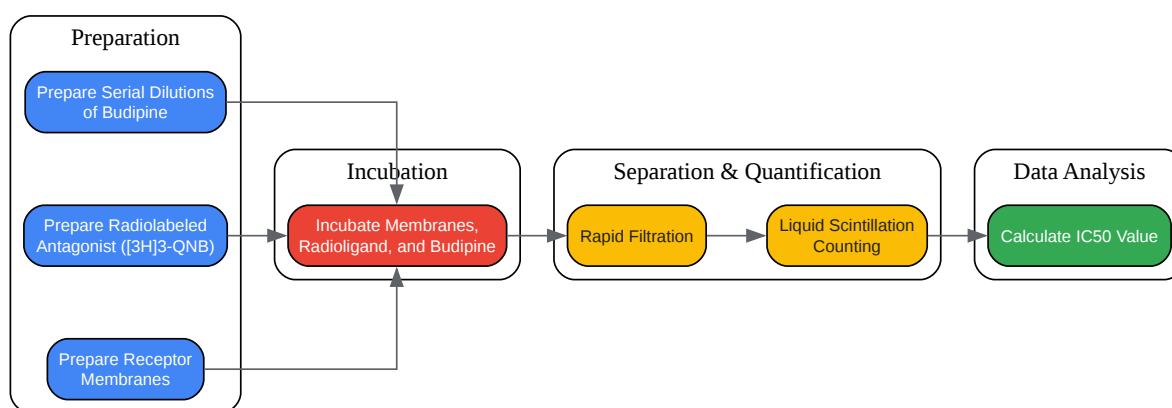 Preparation
Prepare Serial Dilutions
of Budipine
Prepare Radiolabeled
Antagonist ([3H]3-QNB)
Prepare Receptor
Membranes
Incubation
Incubate Membranes,
Radioligand, and Budipine
Separation & Quantification
Rapid Filtration
Liquid Scintillation
Counting
Data Analysis
Calculate IC50 Value